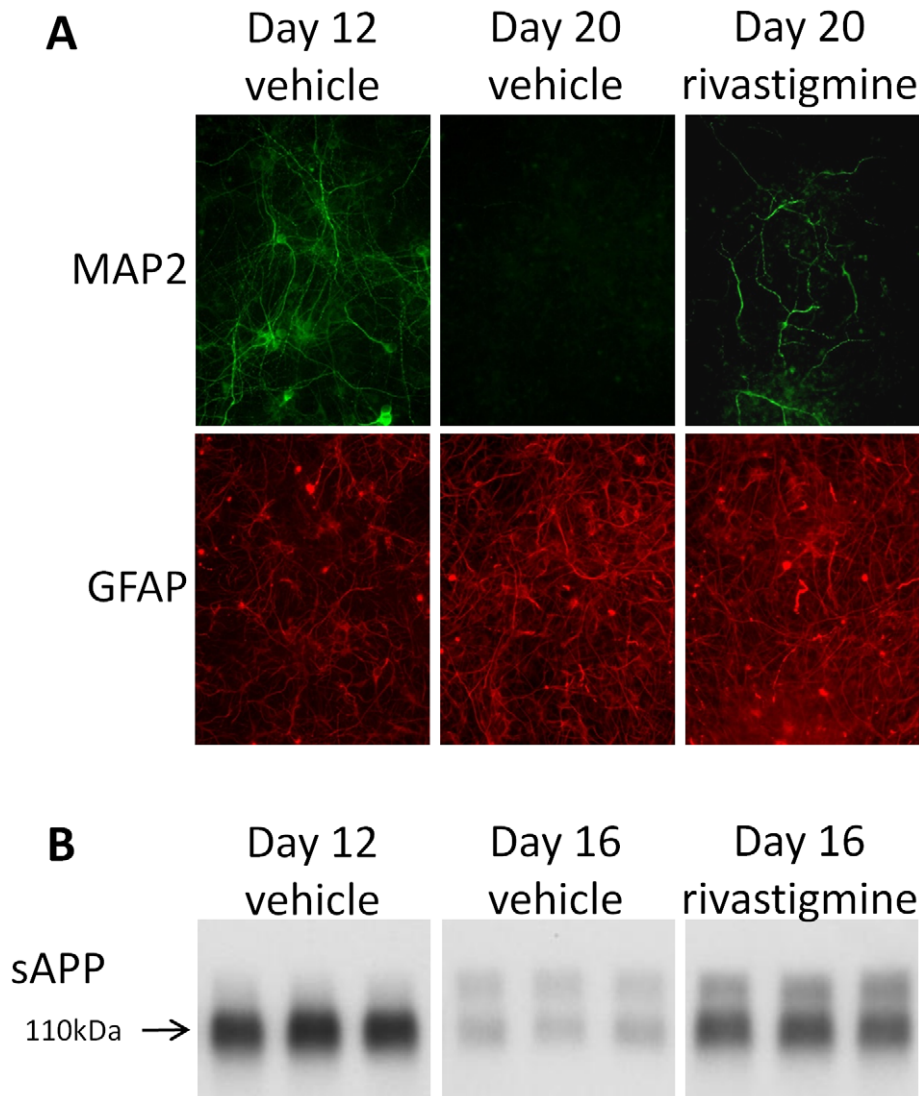 A
Day 12
vehicle
Day 20
vehicle
Day 20
rivastigmine
MAP2
GFAP
B
Day 12
vehicle
Day 16
vehicle
Day 16
rivastigmine
sAPP
110kDa